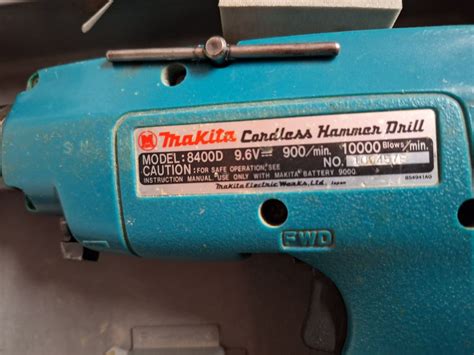 Makita Cordless Hammer Drill
MODEL: 8400D 9.6V⎓ 900/min. 10000 Blows/min.
CAUTION: FOR SAFE OPERATION, SEE NO.
INSTRUCTION MANUAL USE ONLY WITH MAKITA BATTERY 9000
Makita Electric Works, Ltd. Japan
FWD